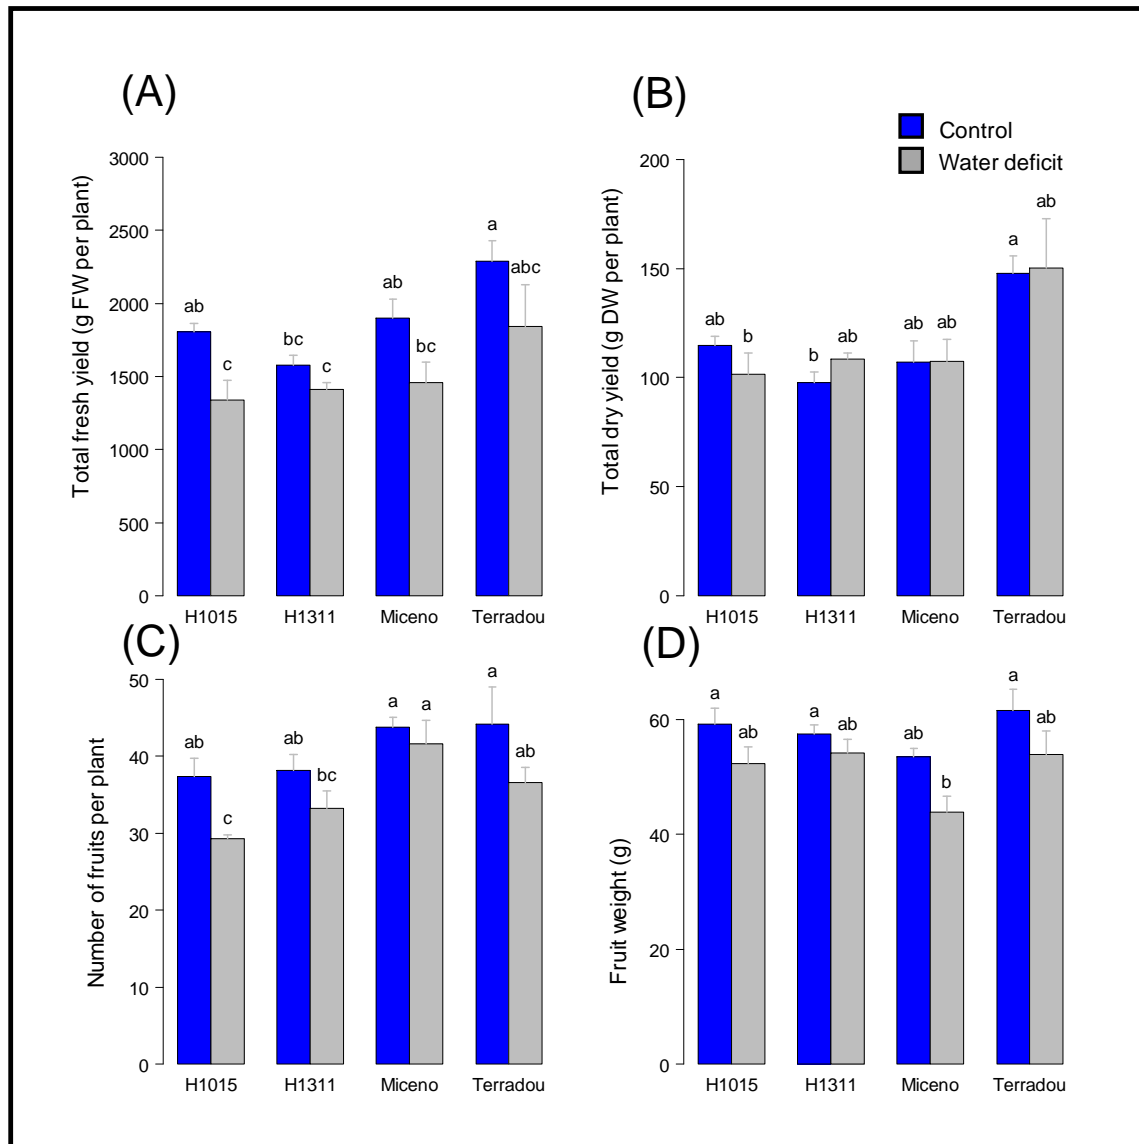 (A)
Total fresh yield (g FW per plant)
3000
2500
2000
1500
1000
500
0
ab
c
bc
c
ab
bc
a
abc
H1015 H1311 Miceno Terradou
(B)
Control
Water deficit
Total dry yield (g DW per plant)
200
150
100
50
0
ab
b
b
ab
ab
ab
a
ab
H1015 H1311 Miceno Terradou
(C)
Number of fruits per plant
50
40
30
20
10
0
ab
c
ab
bc
a
a
a
ab
H1015 H1311 Miceno Terradou
(D)
Fruit weight (g)
60
40
20
0
a
ab
a
ab
ab
b
a
ab
H1015 H1311 Miceno Terradou